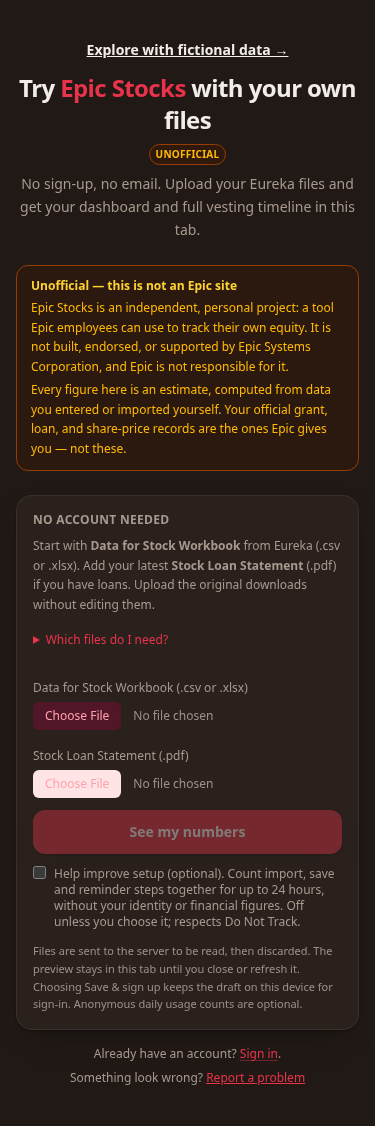 Explore with fictional data →
Try Epic Stocks with your own
files
UNOFFICIAL
No sign-up, no email. Upload your Eureka files and
get your dashboard and full vesting timeline in this
tab.
Unofficial — this is not an Epic site
Epic Stocks is an independent, personal project: a tool
Epic employees can use to track their own equity. It is
not built, endorsed, or supported by Epic Systems
Corporation, and Epic is not responsible for it.
Every figure here is an estimate, computed from data
you entered or imported yourself. Your official grant,
loan, and share-price records are the ones Epic gives
you — not these.
NO ACCOUNT NEEDED
Start with Data for Stock Workbook from Eureka (.csv
or .xlsx). Add your latest Stock Loan Statement (.pdf)
if you have loans. Upload the original downloads
without editing them.
▶ Which files do I need?
Data for Stock Workbook (.csv or .xlsx)
Choose File No file chosen
Stock Loan Statement (.pdf)
Choose File No file chosen
See my numbers
Help improve setup (optional). Count import, save
and reminder steps together for up to 24 hours,
without your identity or financial figures. Off
unless you choose it; respects Do Not Track.
Files are sent to the server to be read, then discarded. The
preview stays in this tab until you close or refresh it.
Choosing Save & sign up keeps the draft on this device for
sign-in. Anonymous daily usage counts are optional.
Already have an account? Sign in.
Something look wrong? Report a problem